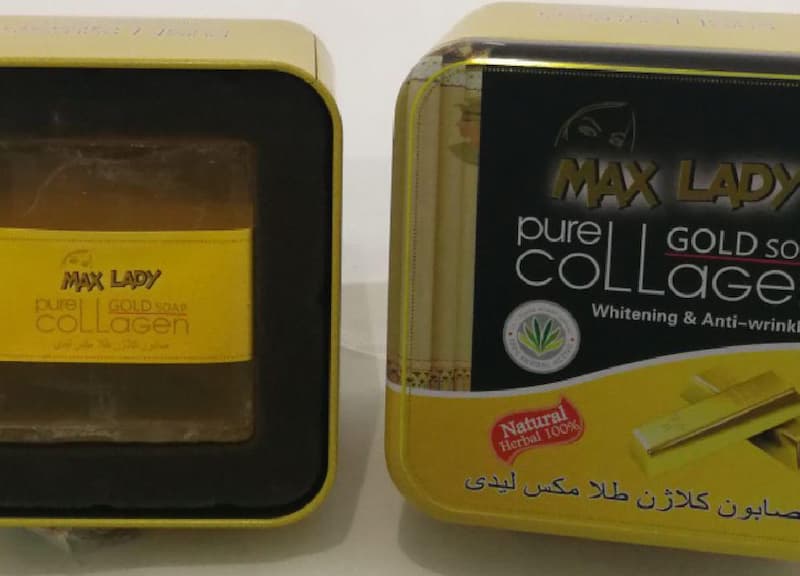 MAX LADY
pure GOLD SOAP
coLLagen
صابون کلاژن طلا مکس لیدی
MAX LADY
pure GOLD SO
coLLagen
Whitening & Anti-wrinkl
Natural
Herbal 100%
صابون کلاژن طلا مکس لیدی